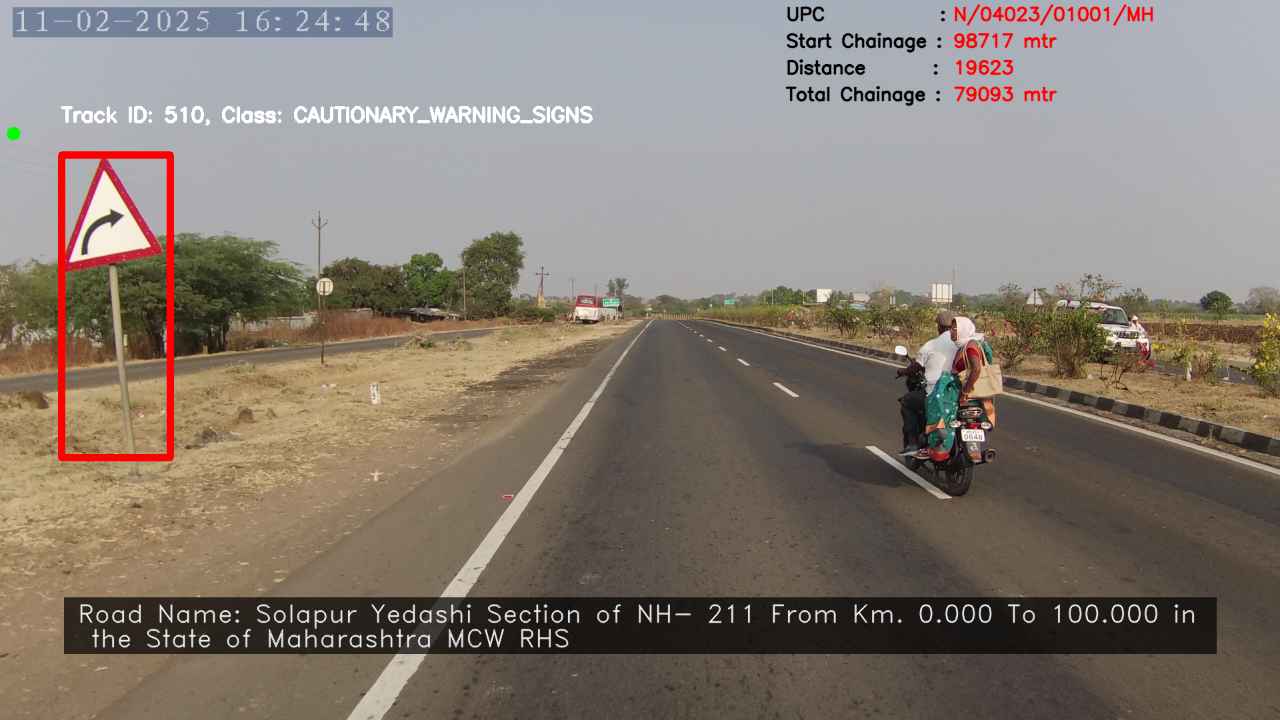 11-02-2025 16:24:48
UPC : N/04023/01001/MH
Start Chainage : 98717 mtr
Distance : 19623
Total Chainage : 79093 mtr
Track ID: 510, Class: CAUTIONARY_WARNING_SIGNS
0648
Road Name: Solapur Yedashi Section of NH- 211 From Km. 0.000 To 100.000 in
the State of Maharashtra MCW RHS